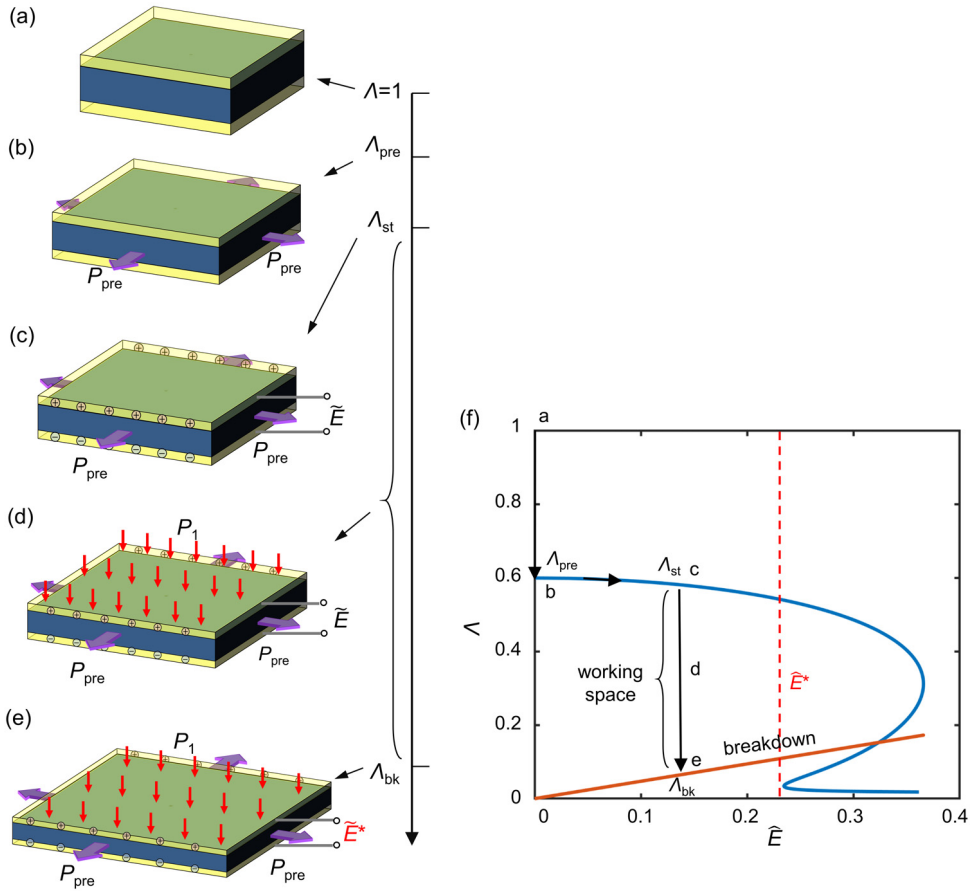 (a)
Λ=1
(b)
Λpre
Ppre
Ppre
Λst
(c)
Ẽ
Ppre
Ppre
(d)
P1
Ẽ
Ppre
Ppre
(e)
P1
Λbk
Ẽ*
Ppre
Ppre
(f)
a
1
0.8
0.6
0.4
0.2
0
Λ
Λpre
b
Λst c
d
working
space
Ẽ*
breakdown
e
Λbk
0
0.1
0.2
0.3
0.4
Ẽ